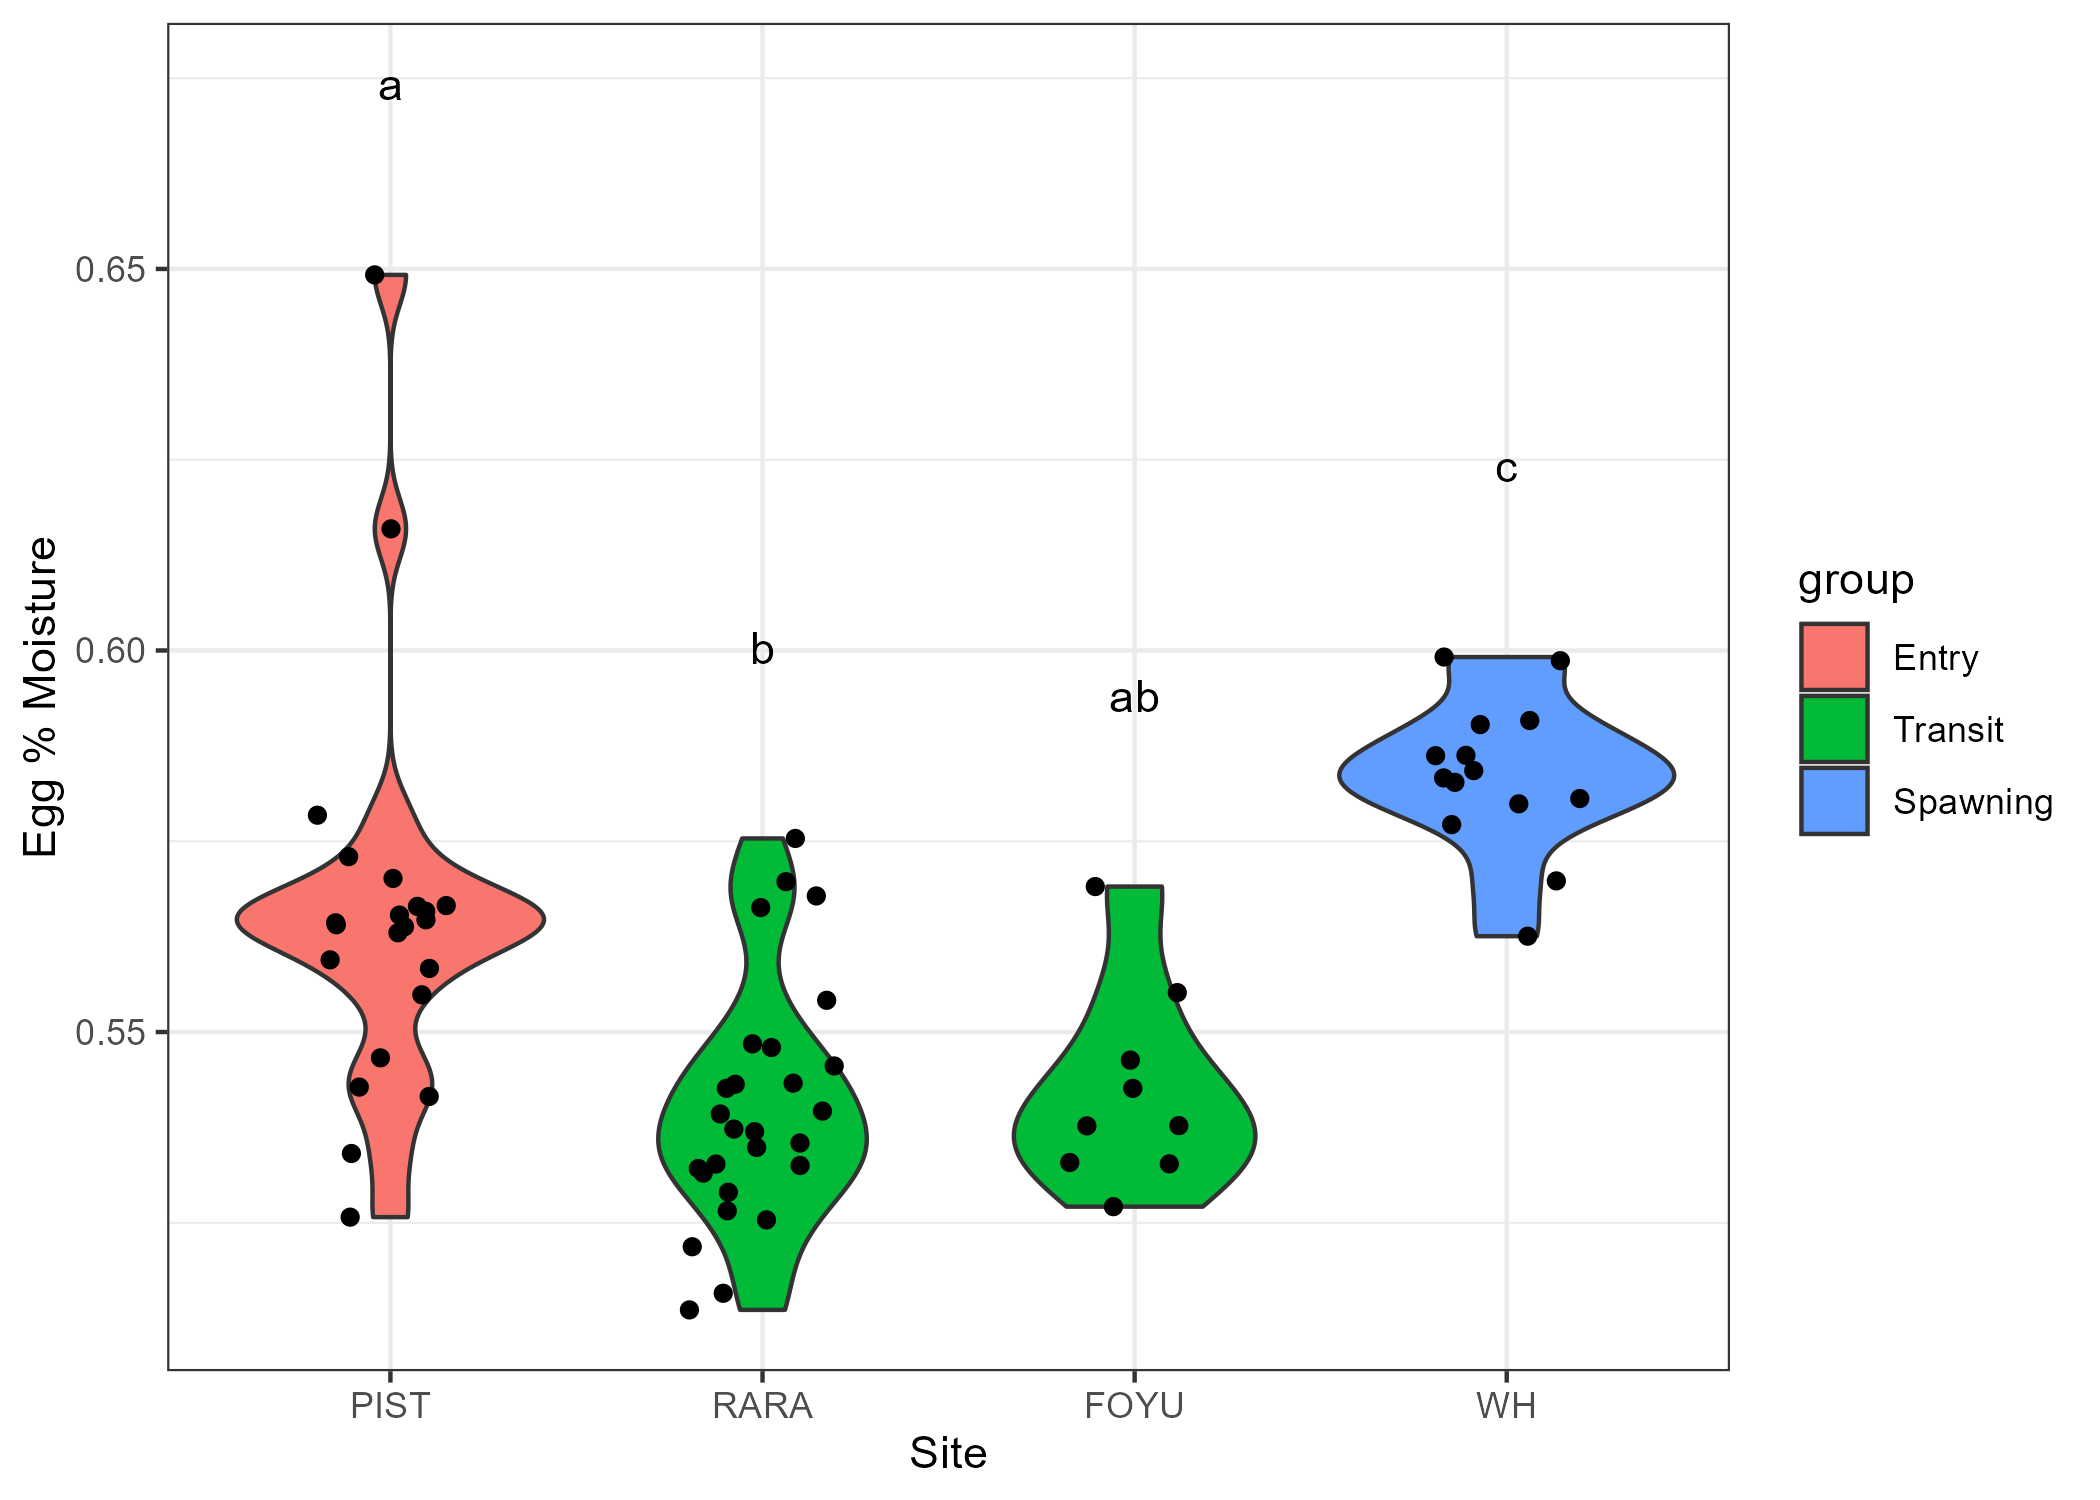 a
0.65
c
Egg % Moisture
0.60
b
ab
0.55
group
Entry
Transit
Spawning
PIST
RARA
FOYU
WH
Site